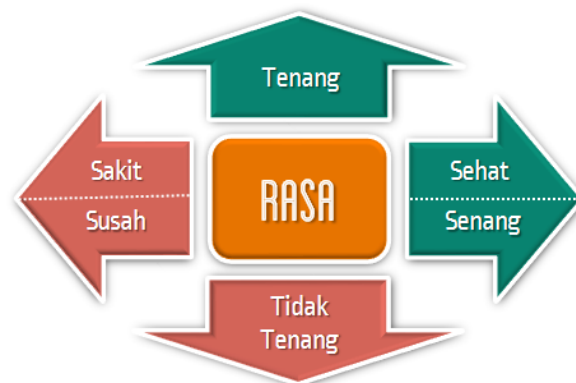 Tenang
Sakit
Susah
RASA
Sehat
Senang
Tidak
Tenang